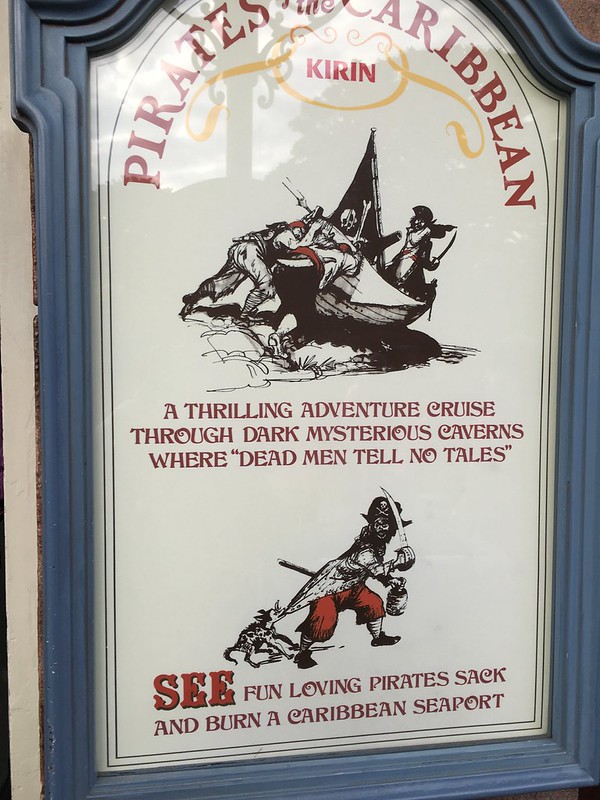 PIRATES of the CARIBBEAN
KIRIN
A THRILLING ADVENTURE CRUISE
THROUGH DARK MYSTERIOUS CAVERNS
WHERE “DEAD MEN TELL NO TALES”
SEE FUN LOVING PIRATES SACK
AND BURN A CARIBBEAN SEAPORT